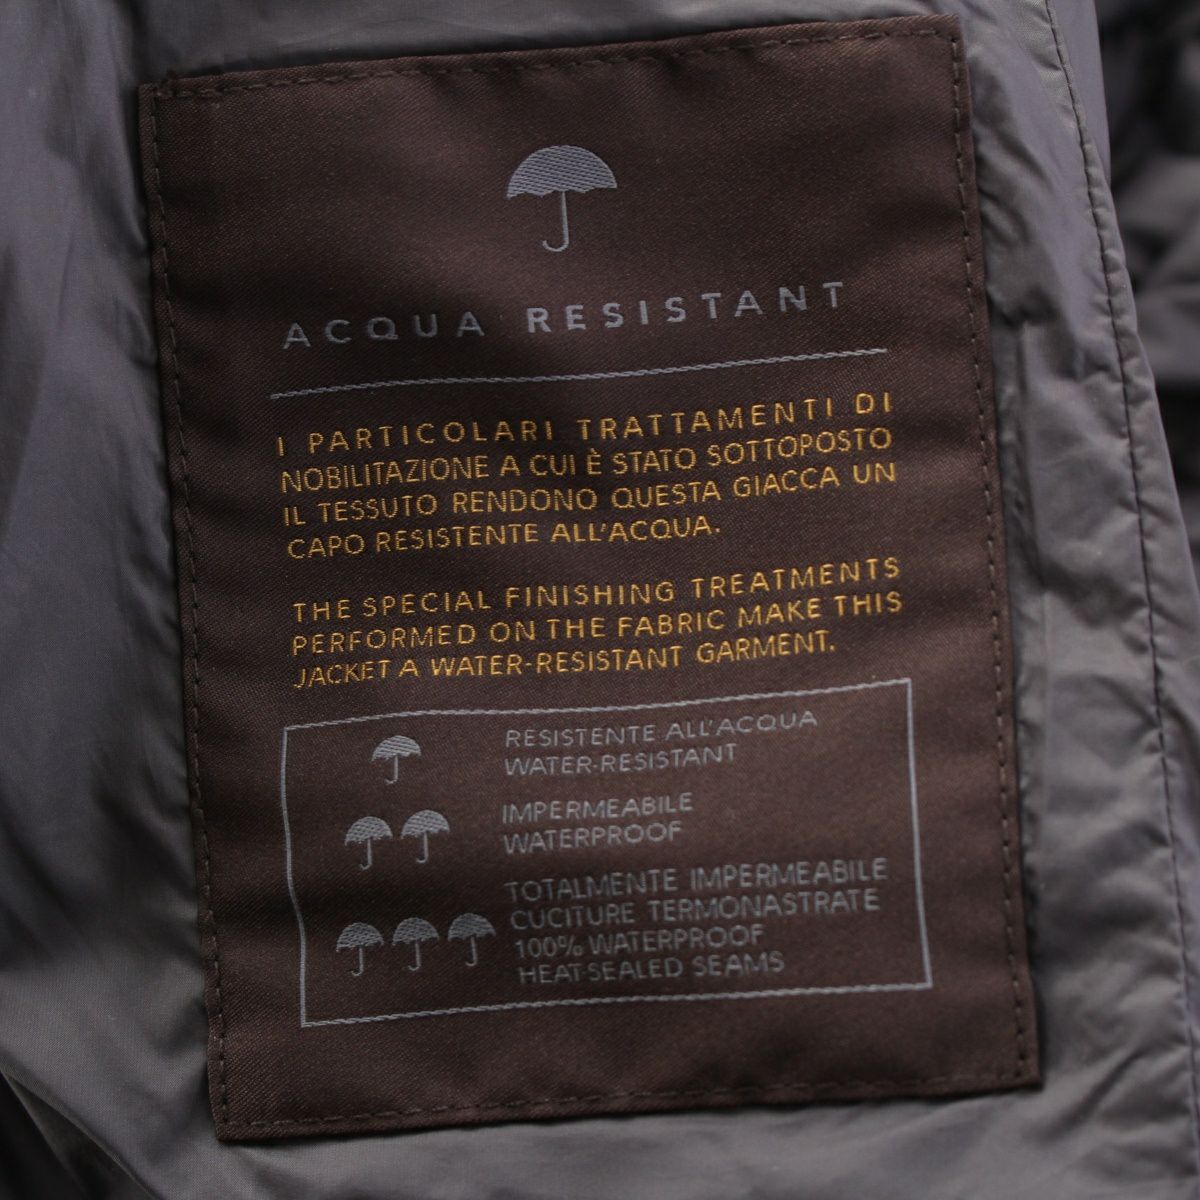 ACQUA RESISTANT
I PARTICOLARI TRATTAMENTI DI
NOBILITAZIONE A CUI È STATO SOTTOPOSTO
IL TESSUTO RENDONO QUESTA GIACCA UN
CAPO RESISTENTE ALL'ACQUA.
THE SPECIAL FINISHING TREATMENTS
PERFORMED ON THE FABRIC MAKE THIS
JACKET A WATER-RESISTANT GARMENT.
RESISTENTE ALL'ACQUA
WATER-RESISTANT
IMPERMEABILE
WATERPROOF
TOTALMENTE IMPERMEABILE
CUCITURE TERMONASTRATE
100% WATERPROOF
HEAT-SEALED SEAMS